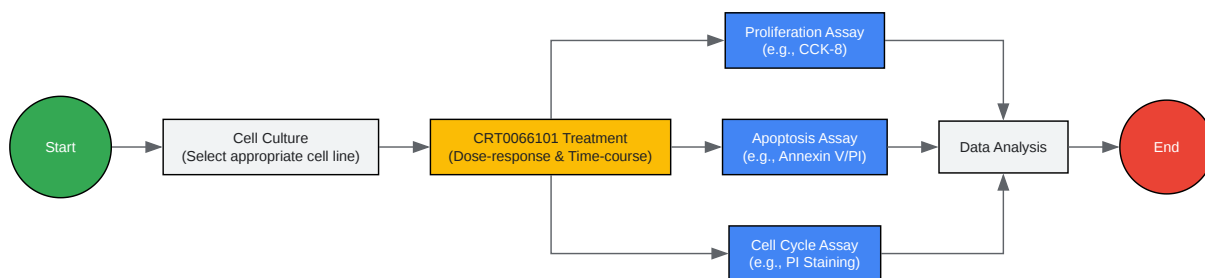 Start
Cell Culture
(Select appropriate cell line)
CRT0066101 Treatment
(Dose-response & Time-course)
Proliferation Assay
(e.g., CCK-8)
Apoptosis Assay
(e.g., Annexin V/PI)
Cell Cycle Assay
(e.g., PI Staining)
Data Analysis
End